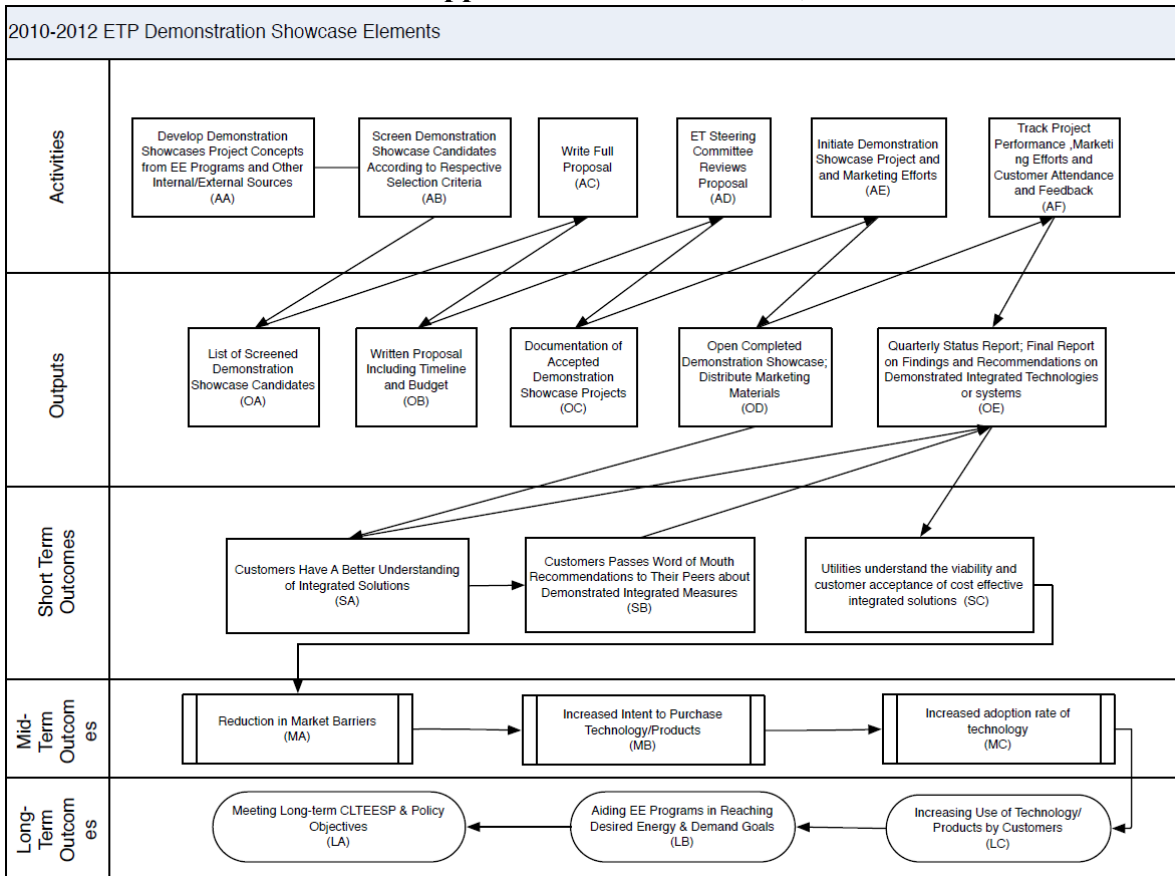 2010-2012 ETP Demonstration Showcase Elements
Activities
Develop Demonstration
Showcases Project Concepts
from EE Programs and Other
Internal/External Sources
(AA)
Screen Demonstration
Showcase Candidates
According to Respective
Selection Criteria
(AB)
Write Full
Proposal
(AC)
ET Steering
Committee
Reviews
Proposal
(AD)
Initiate Demonstration
Showcase Project and
and Marketing Efforts
(AE)
Track Project
Performance ,Marketi
ng Efforts and
Customer Attendance
and Feedback
(AF)
Outputs
List of Screened
Demonstration
Showcase Candidates
(OA)
Written Proposal
Including Timeline
and Budget
(OB)
Documentation of
Accepted
Demonstration
Showcase Projects
(OC)
Open Completed
Demonstration Showcase;
Distribute Marketing
Materials
(OD)
Quarterly Status Report; Final Report
on Findings and Recommendations on
Demonstrated Integrated Technologies
or systems
(OE)
Short Term
Outcomes
Customers Have A Better Understanding
of Integrated Solutions
(SA)
Customers Passes Word of Mouth
Recommendations to Their Peers about
Demonstrated Integrated Measures
(SB)
Utilities understand the viability and
customer acceptance of cost effective
integrated solutions (SC)
Mid-
Term
Outcom
es
Reduction in Market Barriers
(MA)
Increased Intent to Purchase
Technology/Products
(MB)
Increased adoption rate of
technology
(MC)
Long-
Term
Outcom
es
Meeting Long-term CLTEESP & Policy
Objectives
(LA)
Aiding EE Programs in Reaching
Desired Energy & Demand Goals
(LB)
Increasing Use of Technology/
Products by Customers
(LC)